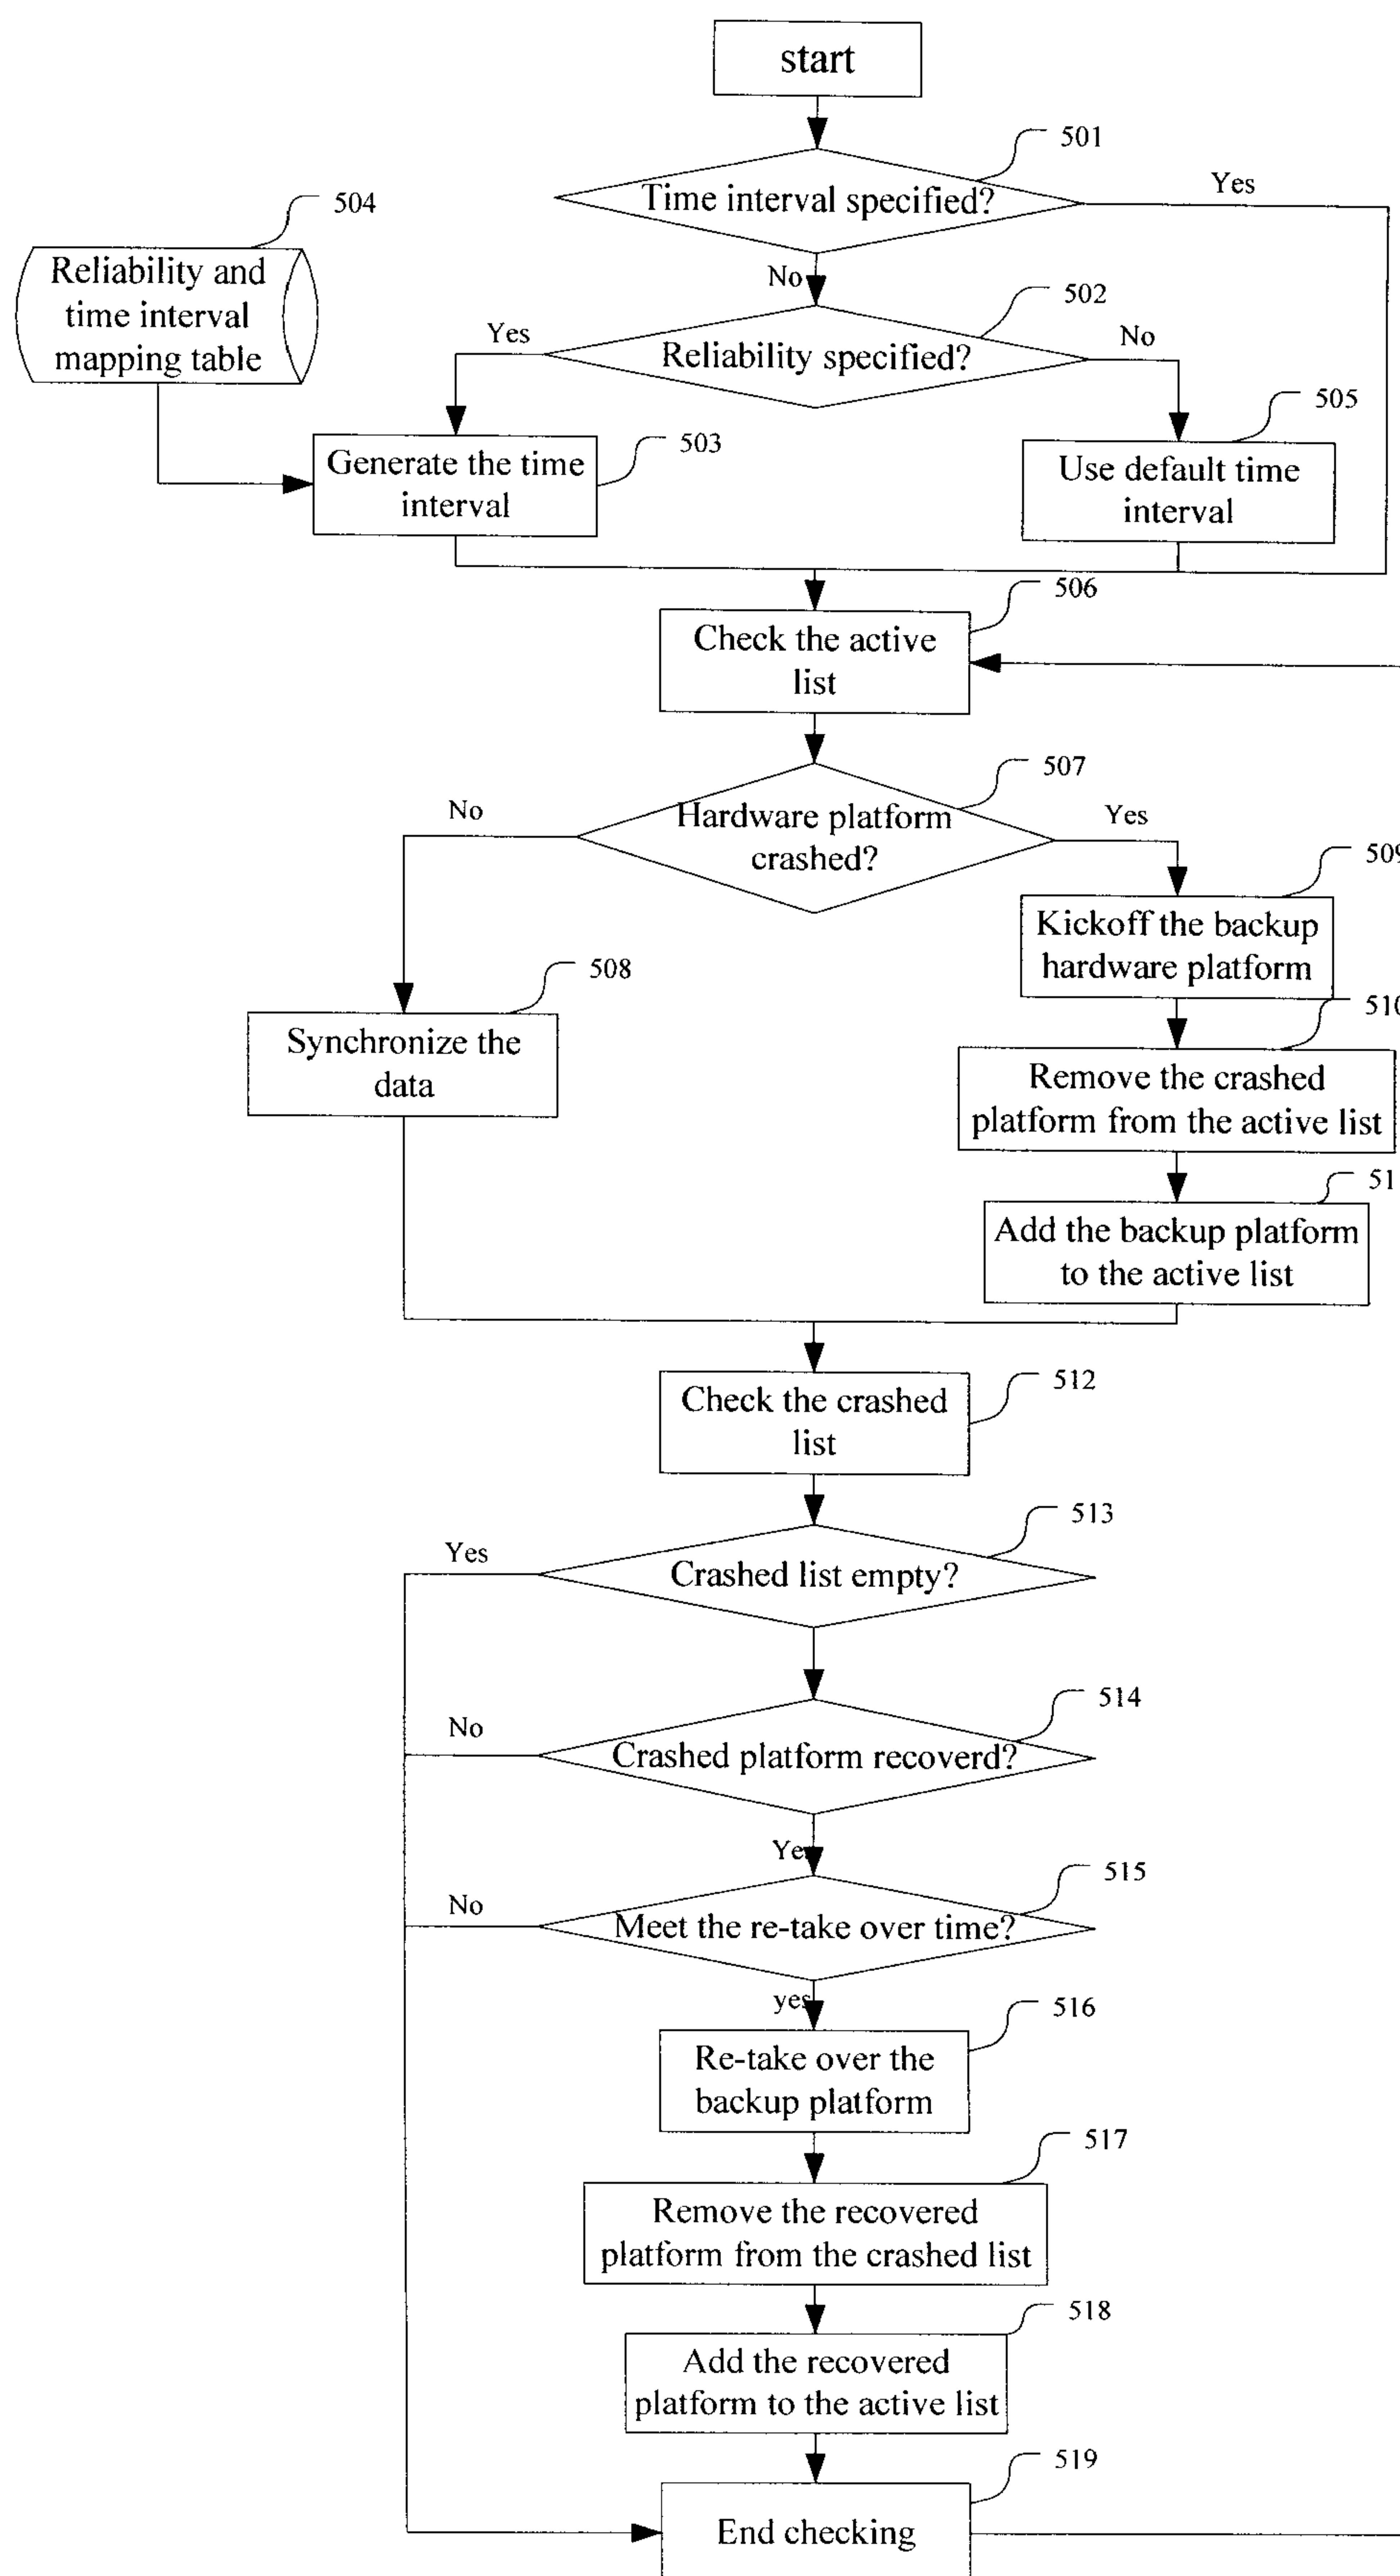 start
501
Time interval specified?
Yes
504
Reliability and
time interval
mapping table
No
502
Yes
Reliability specified?
No
505
503
Generate the time
interval
Use default time
interval
506
Check the active
list
507
No
Hardware platform
crashed?
Yes
509
Kickoff the backup
hardware platform
508
510
Synchronize the
data
Remove the crashed
platform from the active list
51
Add the backup platform
to the active list
512
Check the crashed
list
513
Yes
Crashed list empty?
514
No
Crashed platform recoverd?
Yes
515
No
Meet the re-take over time?
yes
516
Re-take over the
backup platform
517
Remove the recovered
platform from the crashed list
518
Add the recovered
platform to the active list
519
End checking